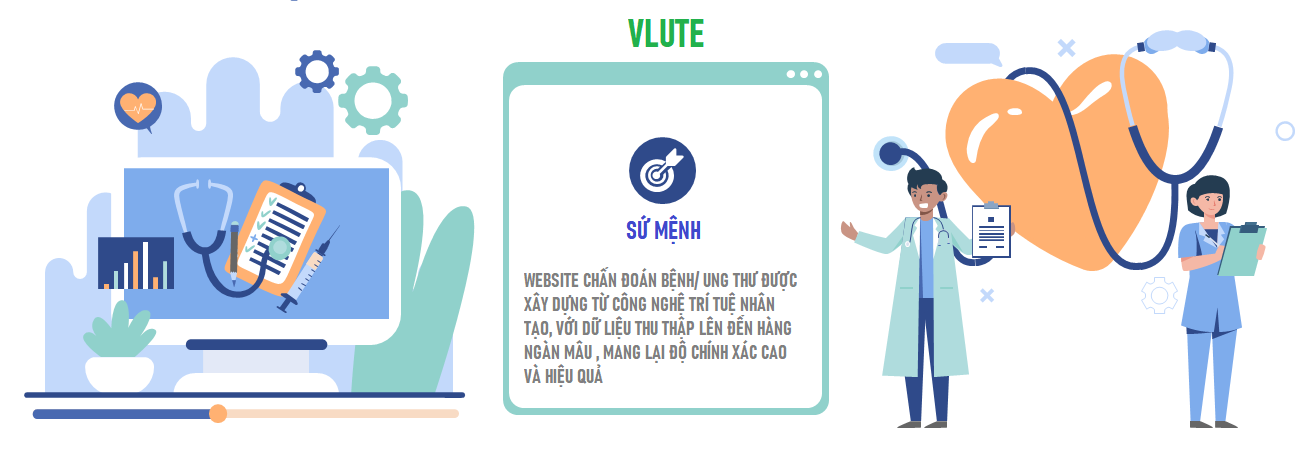 VLUTE
SỨ MỆNH
WEBSITE CHẨN ĐOÁN BỆNH/ UNG THƯ ĐƯỢC
XÂY DỰNG TỪ CÔNG NGHỆ TRÍ TUỆ NHÂN
TẠO, VỚI DỮ LIỆU THU THẬP LÊN ĐẾN HÀNG
NGÀN MẪU , MANG LẠI ĐỘ CHÍNH XÁC CAO
VÀ HIỆU QUẢ